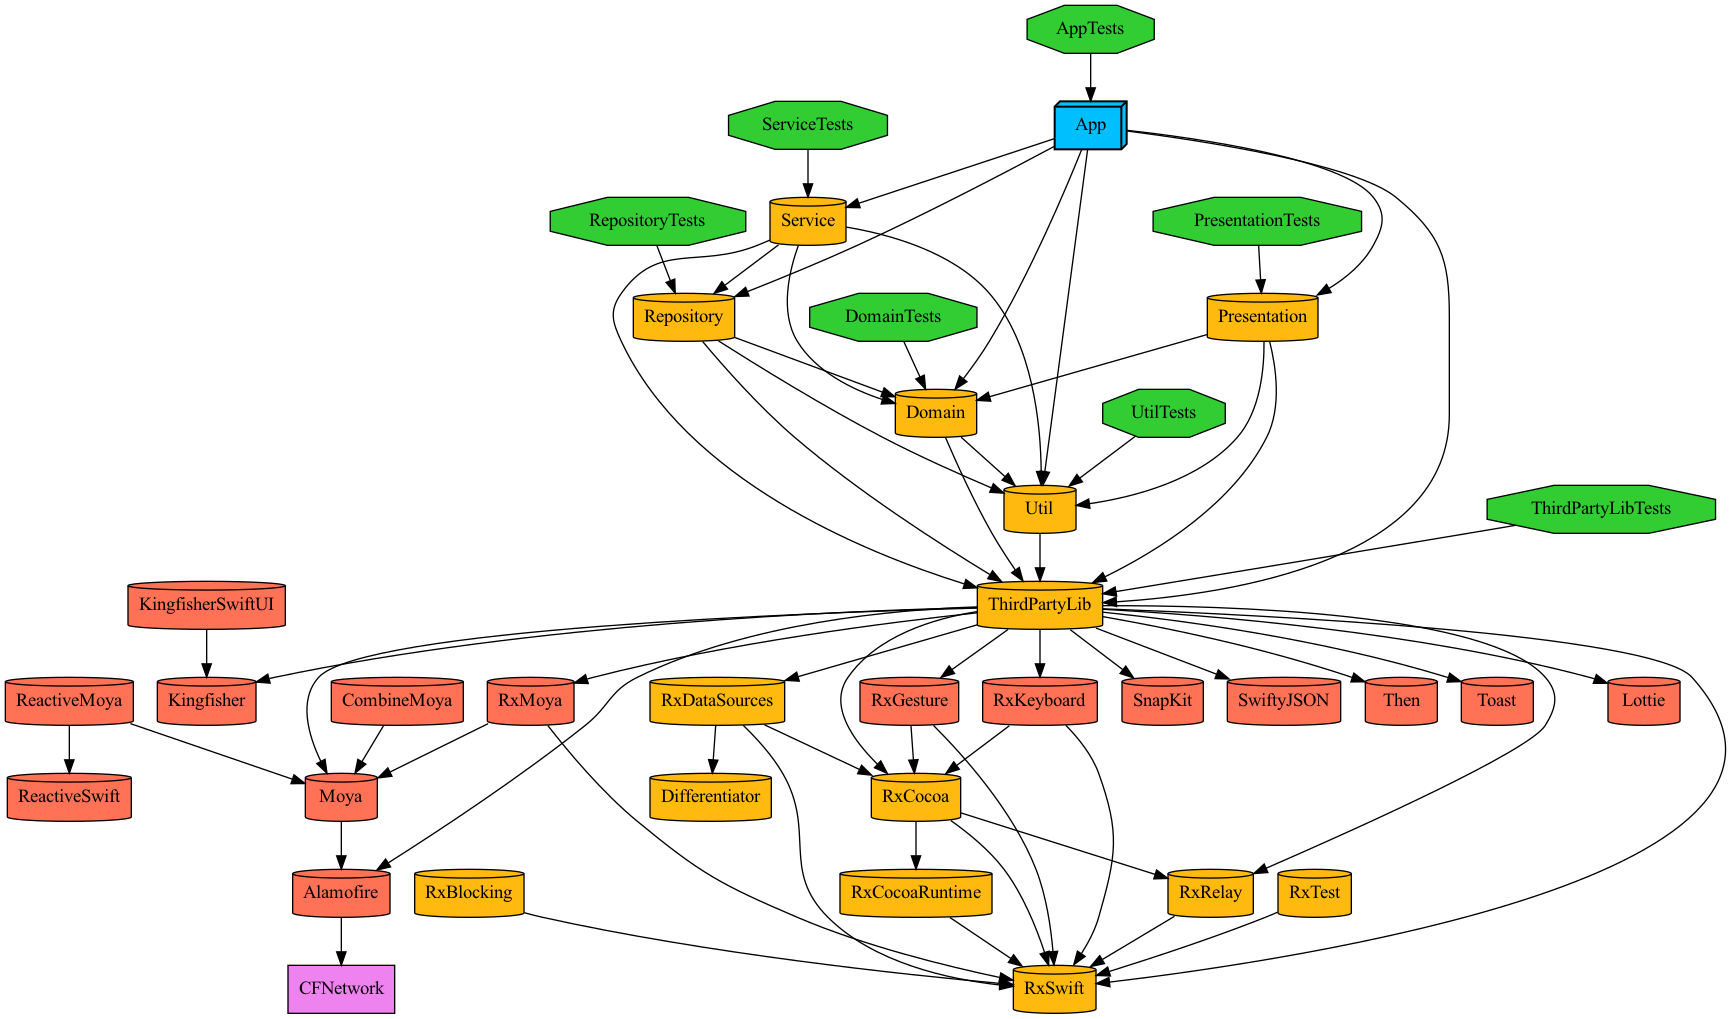 AppTests
ServiceTests
App
RepositoryTests
Service
PresentationTests
Repository
DomainTests
Presentation
Domain
UtilTests
Util
ThirdPartyLibTests
KingfisherSwiftUI
ThirdPartyLib
ReactiveMoya
Kingfisher
CombineMoya
RxMoya
RxDataSources
RxGesture
RxKeyboard
SnapKit
SwiftyJSON
Then
Toast
Lottie
ReactiveSwift
Moya
Differentiator
RxCocoa
Alamofire
RxBlocking
RxCocoaRuntime
RxRelay
RxTest
CFNetwork
RxSwift